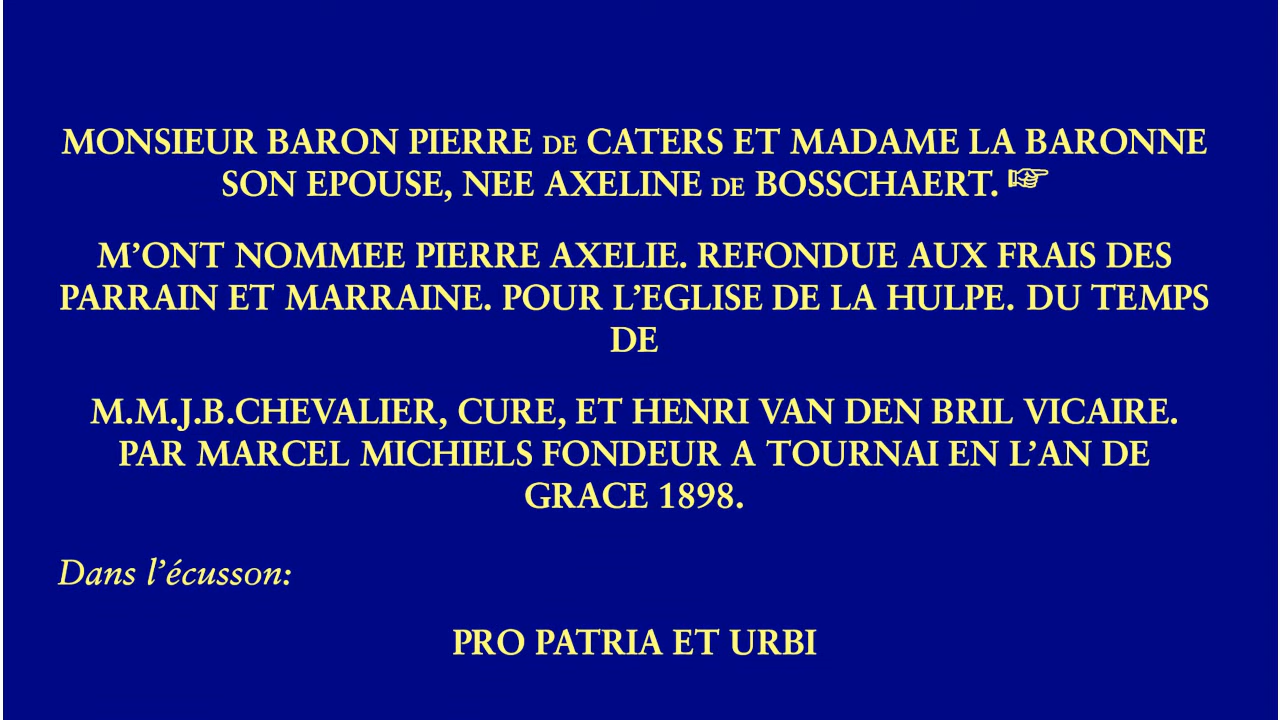 MONSIEUR BARON PIERRE DE CATERS ET MADAME LA BARONNE
SON EPOUSE, NEE AXELINE DE BOSSCHAERT. ☞
M’ONT NOMMEE PIERRE AXELIE. REFONDUE AUX FRAIS DES
PARRAIN ET MARRAINE. POUR L’EGLISE DE LA HULPE. DU TEMPS
DE
M.M.J.B.CHEVALIER, CURE, ET HENRI VAN DEN BRIL VICAIRE.
PAR MARCEL MICHIELS FONDEUR A TOURNAI EN L’AN DE
GRACE 1898.
Dans l’écusson:
PRO PATRIA ET URBI